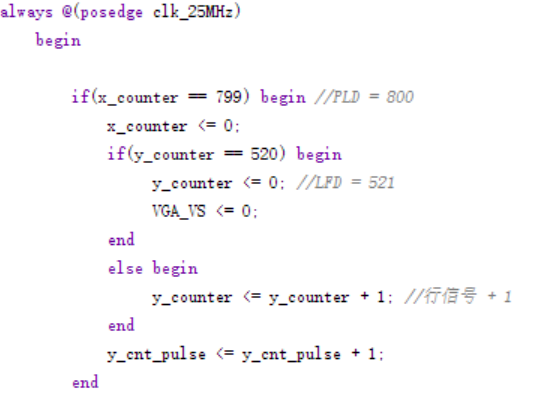 always @(posedge clk_25MHz)
begin
if(x_counter == 799) begin //PLD = 800
x_counter <= 0;
if(y_counter == 520) begin
y_counter <= 0; //LFD = 521
VGA_VS <= 0;
end
else begin
y_counter <= y_counter + 1; //行信号 + 1
end
y_cnt_pulse <= y_cnt_pulse + 1;
end